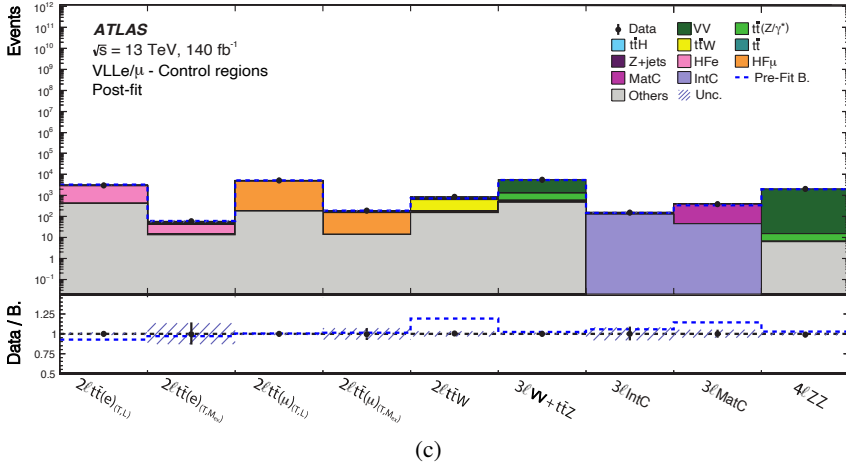 Events
10¹²
10¹¹
10¹⁰
10⁹
10⁸
10⁷
10⁶
10⁵
10⁴
10³
10²
10
1
10⁻¹
ATLAS
√s = 13 TeV, 140 fb⁻¹
VLLe/μ - Control regions
Post-fit
Data
VV
tt̄(Z/γ*)
tt̄H
tt̄W
tt̄
Z+jets
HFe
HFμ
MatC
IntC
Pre-Fit B.
Others
Unc.
Data / B.
1.25
1
0.75
0.5
2ℓtt̄(e)(T,L)
2ℓtt̄(e)(T,Mex)
2ℓtt̄(μ)(T,L)
2ℓtt̄(μ)(T,Mex)
2ℓtt̄W
3ℓVV+tt̄Z
3ℓIntC
3ℓMatC
4ℓZZ
(c)